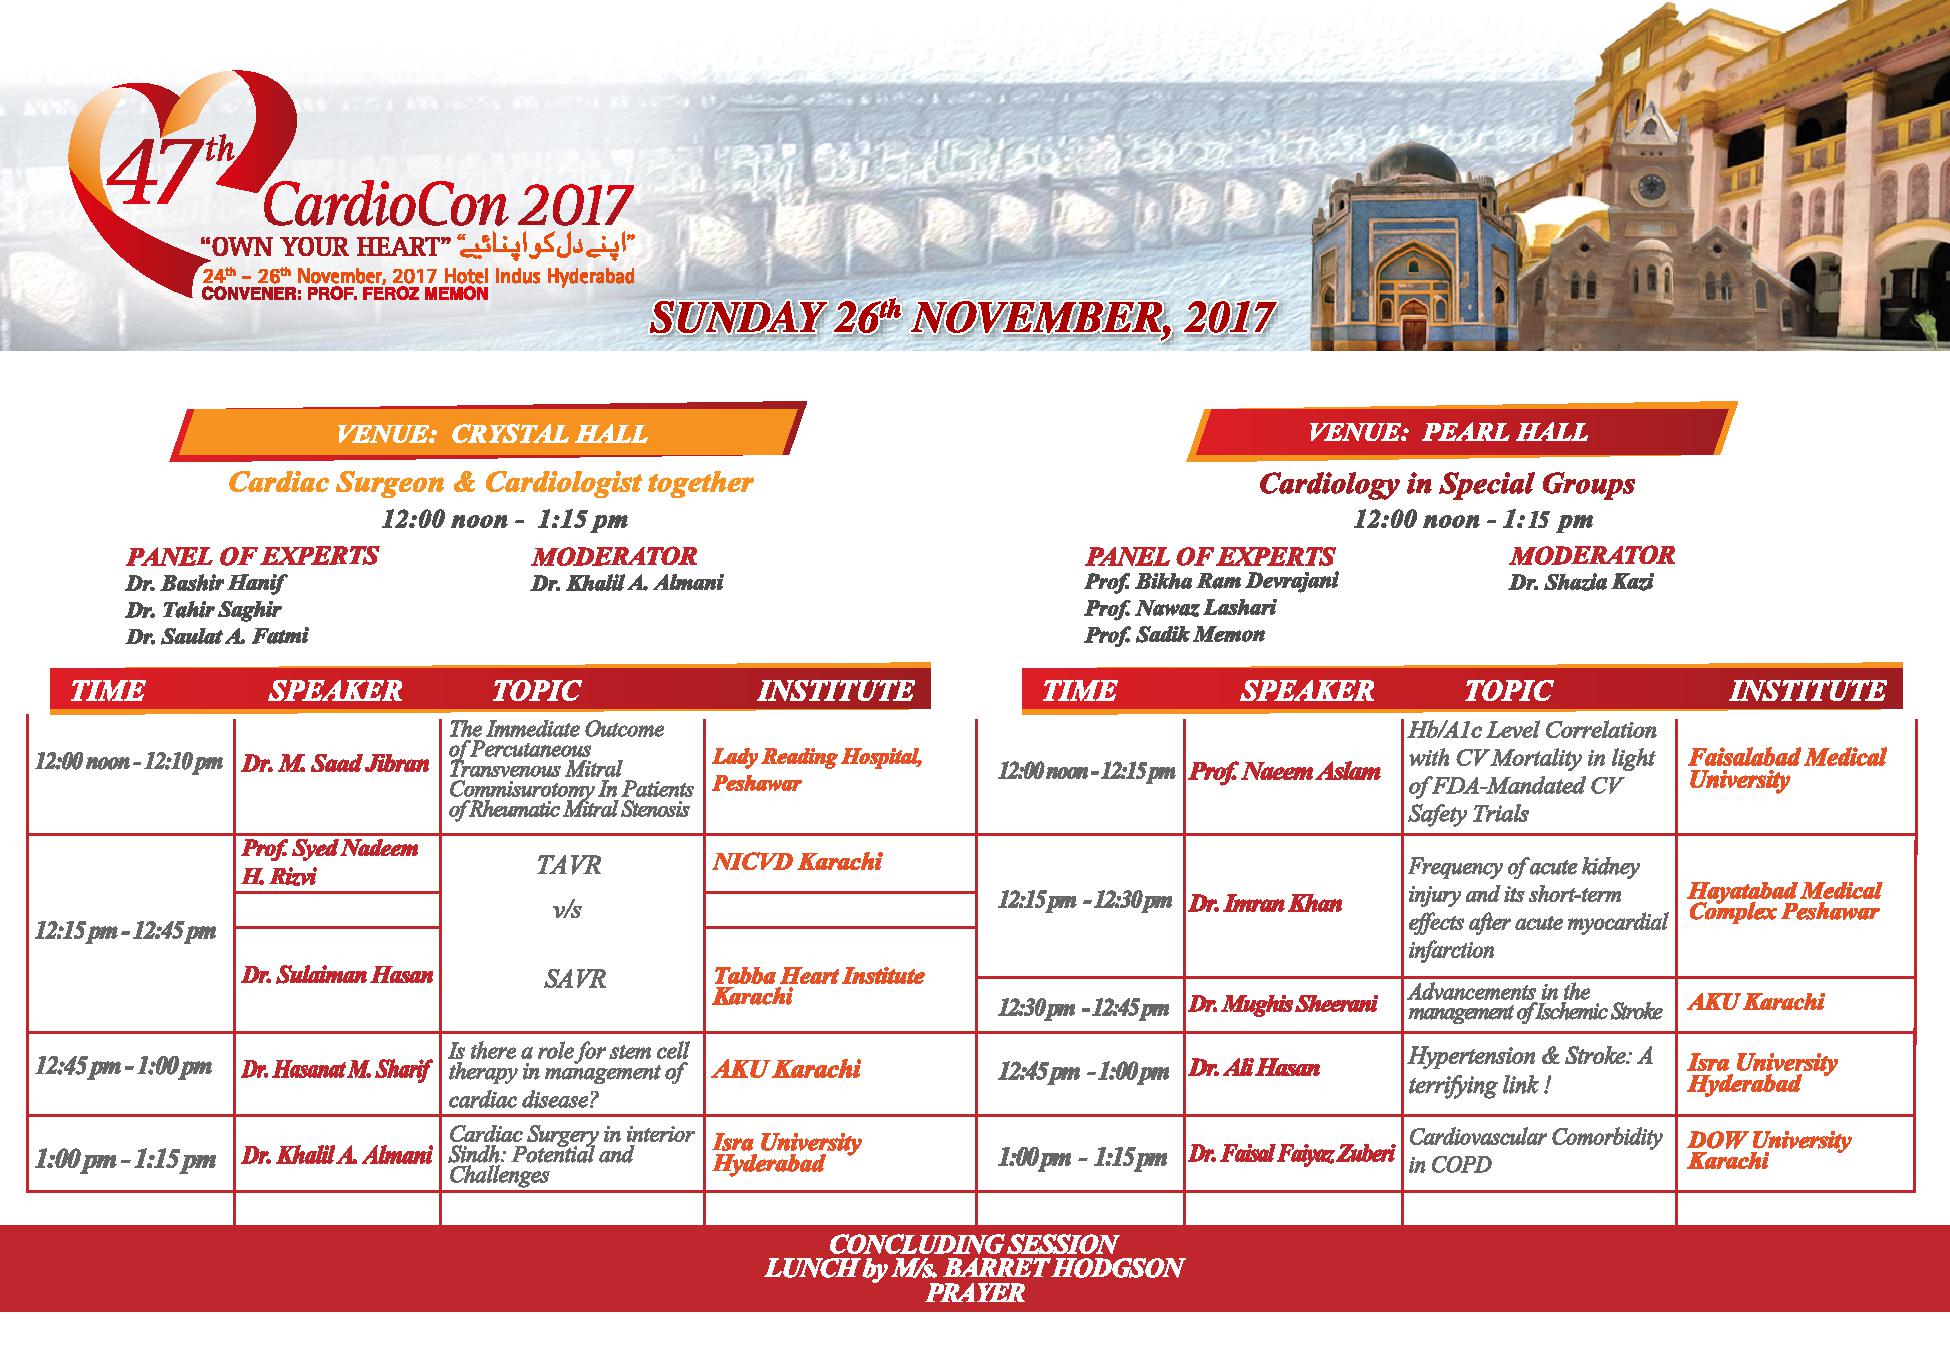 47th
CardioCon 2017
“OWN YOUR HEART” “اپنے دل کو اپنائیے”
24th – 26th November, 2017 Hotel Indus Hyderabad
CONVENER: PROF. FEROZ MEMON
SUNDAY 26th NOVEMBER, 2017
VENUE: CRYSTAL HALL
Cardiac Surgeon & Cardiologist together
12:00 noon - 1:15 pm
PANEL OF EXPERTS
Dr. Bashir Hanif
Dr. Tahir Saghir
Dr. Saulat A. Fatmi
MODERATOR
Dr. Khalil A. Almani
TIME SPEAKER TOPIC INSTITUTE
12:00 noon - 12:10 pm
Dr. M. Saad Jibran
The Immediate Outcome
of Percutaneous
Transvenous Mitral
Commisurotomy In Patients
of Rheumatic Mitral Stenosis
Lady Reading Hospital,
Peshawar
12:15 pm - 12:45 pm
Prof. Syed Nadeem
H. Rizvi
TAVR
NICVD Karachi
v/s
Dr. Sulaiman Hasan
SAVR
Tabba Heart Institute
Karachi
12:45 pm - 1:00 pm
Dr. Hasanat M. Sharif
Is there a role for stem cell
therapy in management of
cardiac disease?
AKU Karachi
1:00 pm - 1:15 pm
Dr. Khalil A. Almani
Cardiac Surgery in interior
Sindh: Potential and
Challenges
Isra University
Hyderabad
VENUE: PEARL HALL
Cardiology in Special Groups
12:00 noon - 1:15 pm
PANEL OF EXPERTS
Prof. Bikha Ram Devrajani
Prof. Nawaz Lashari
Prof. Sadik Memon
MODERATOR
Dr. Shazia Kazi
TIME SPEAKER TOPIC INSTITUTE
12:00 noon - 12:15 pm
Prof. Naeem Aslam
Hb/A1c Level Correlation
with CV Mortality in light
of FDA-Mandated CV
Safety Trials
Faisalabad Medical
University
12:15 pm - 12:30 pm
Dr. Imran Khan
Frequency of acute kidney
injury and its short-term
effects after acute myocardial
infarction
Hayatabad Medical
Complex Peshawar
12:30 pm - 12:45 pm
Dr. Mughis Sheerani
Advancements in the
management of Ischemic Stroke
AKU Karachi
12:45 pm - 1:00 pm
Dr. Ali Hasan
Hypertension & Stroke: A
terrifying link !
Isra University
Hyderabad
1:00 pm - 1:15 pm
Dr. Faisal Faiyaz Zuberi
Cardiovascular Comorbidity
in COPD
DOW University
Karachi
CONCLUDING SESSION
LUNCH by M/s. BARRET HODGSON
PRAYER